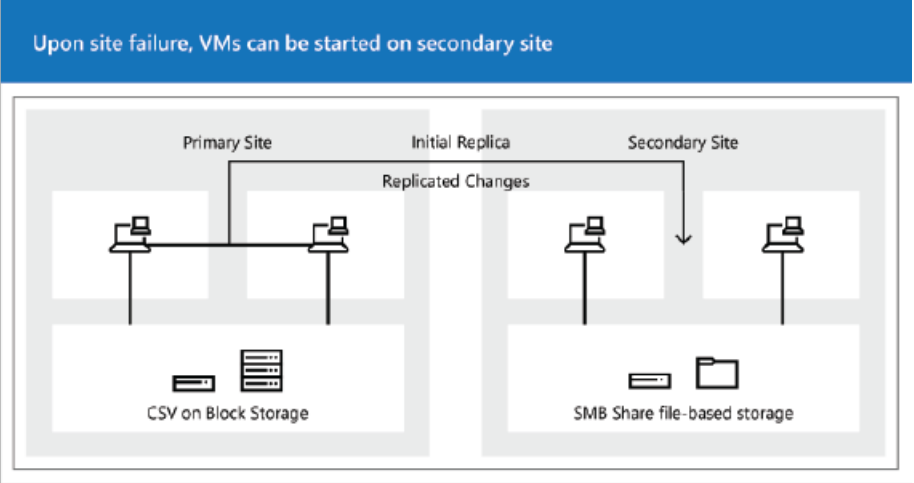 Upon site failure, VMs can be started on secondary site
Primary Site
Initial Replica
Secondary Site
Replicated Changes
CSV on Block Storage
SMB Share file-based storage